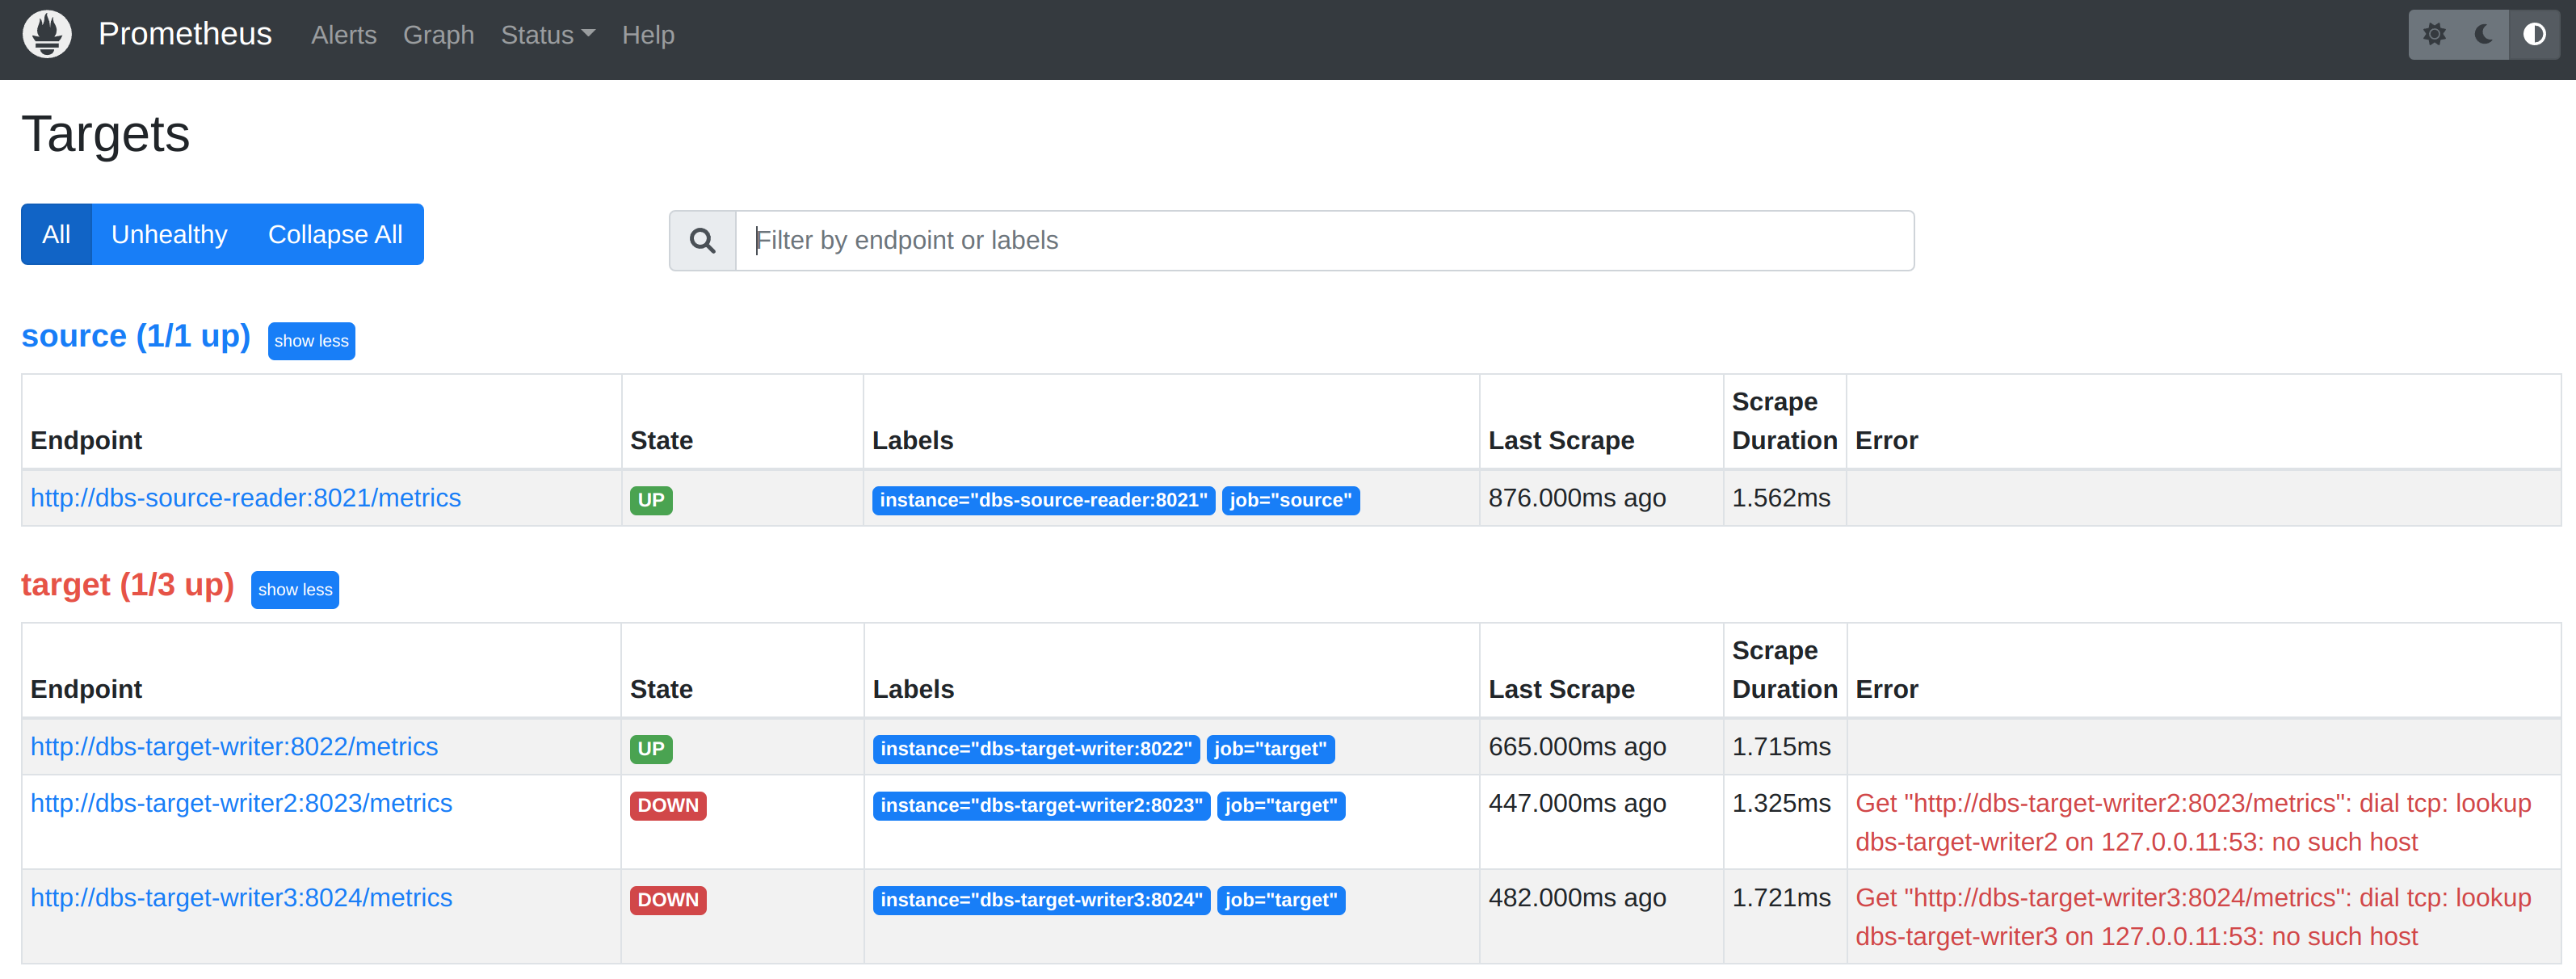 Prometheus Alerts Graph Status Help
Targets
All Unhealthy Collapse All
Filter by endpoint or labels
source (1/1 up) show less
Endpoint State Labels Last Scrape Scrape Duration Error
http://dbs-source-reader:8021/metrics UP instance="dbs-source-reader:8021" job="source" 876.000ms ago 1.562ms
target (1/3 up) show less
Endpoint State Labels Last Scrape Scrape Duration Error
http://dbs-target-writer:8022/metrics UP instance="dbs-target-writer:8022" job="target" 665.000ms ago 1.715ms
http://dbs-target-writer2:8023/metrics DOWN instance="dbs-target-writer2:8023" job="target" 447.000ms ago 1.325ms Get "http://dbs-target-writer2:8023/metrics": dial tcp: lookup
dbs-target-writer2 on 127.0.0.11:53: no such host
http://dbs-target-writer3:8024/metrics DOWN instance="dbs-target-writer3:8024" job="target" 482.000ms ago 1.721ms Get "http://dbs-target-writer3:8024/metrics": dial tcp: lookup
dbs-target-writer3 on 127.0.0.11:53: no such host